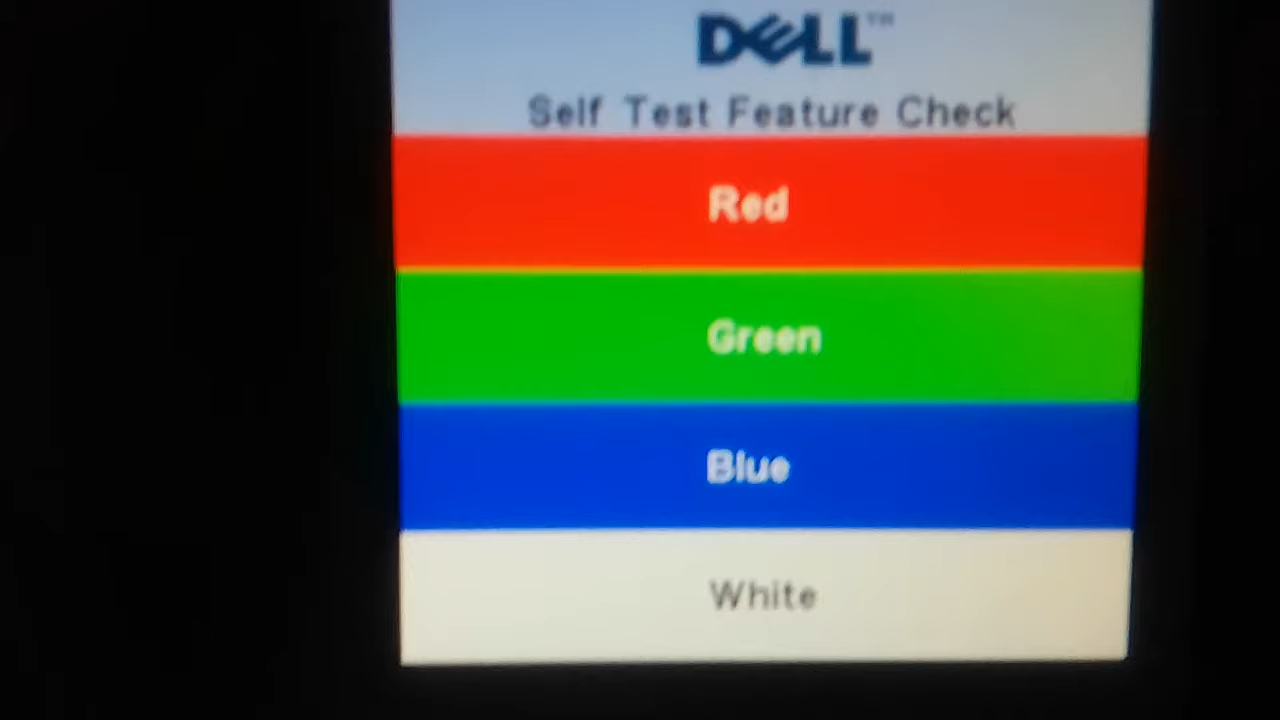 DELL™
Self Test Feature Check
Red
Green
Blue
White